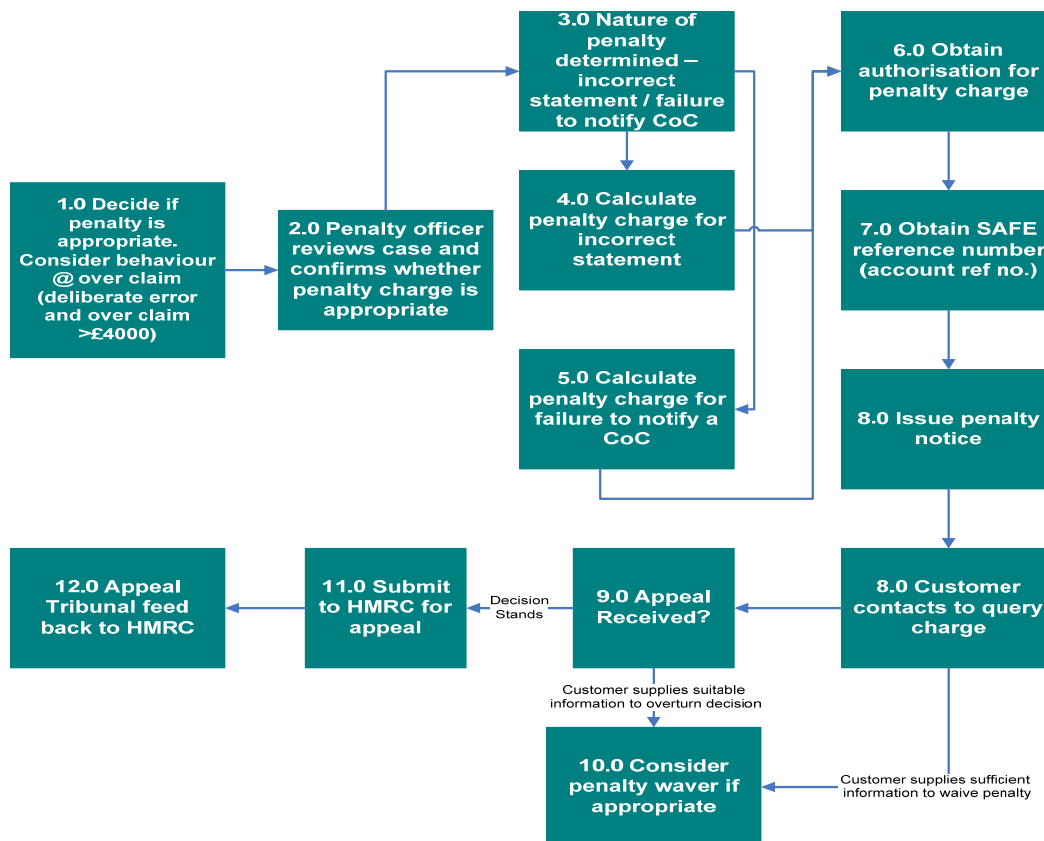 1.0 Decide if
penalty is
appropriate.
Consider behaviour
@ over claim
(deliberate error
and over claim
>£4000)
2.0 Penalty officer
reviews case and
confirms whether
penalty charge is
appropriate
3.0 Nature of
penalty
determined –
incorrect
statement / failure
to notify CoC
4.0 Calculate
penalty charge for
incorrect
statement
5.0 Calculate
penalty charge for
failure to notify a
CoC
6.0 Obtain
authorisation for
penalty charge
7.0 Obtain SAFE
reference number
(account ref no.)
8.0 Issue penalty
notice
8.0 Customer
contacts to query
charge
9.0 Appeal
Received?
Decision
Stands
11.0 Submit
to HMRC for
appeal
12.0 Appeal
Tribunal feed
back to HMRC
Customer supplies suitable
information to overturn decision
10.0 Consider
penalty waver if
appropriate
Customer supplies sufficient
information to waive penalty